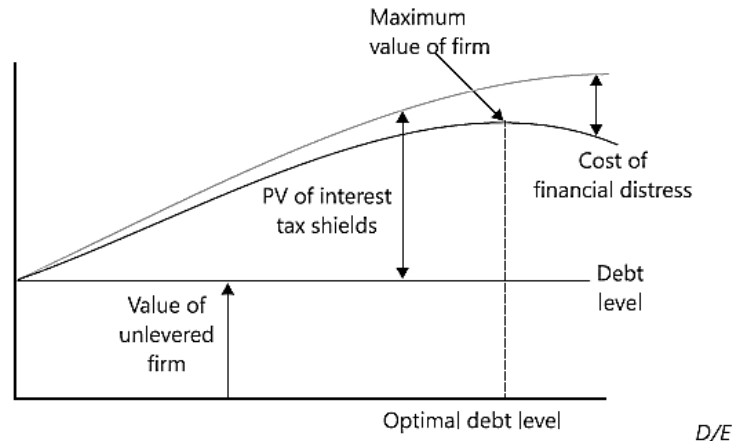 Maximum
value of firm
Cost of
financial distress
PV of interest
tax shields
Debt
level
Value of
unlevered
firm
Optimal debt level
D/E